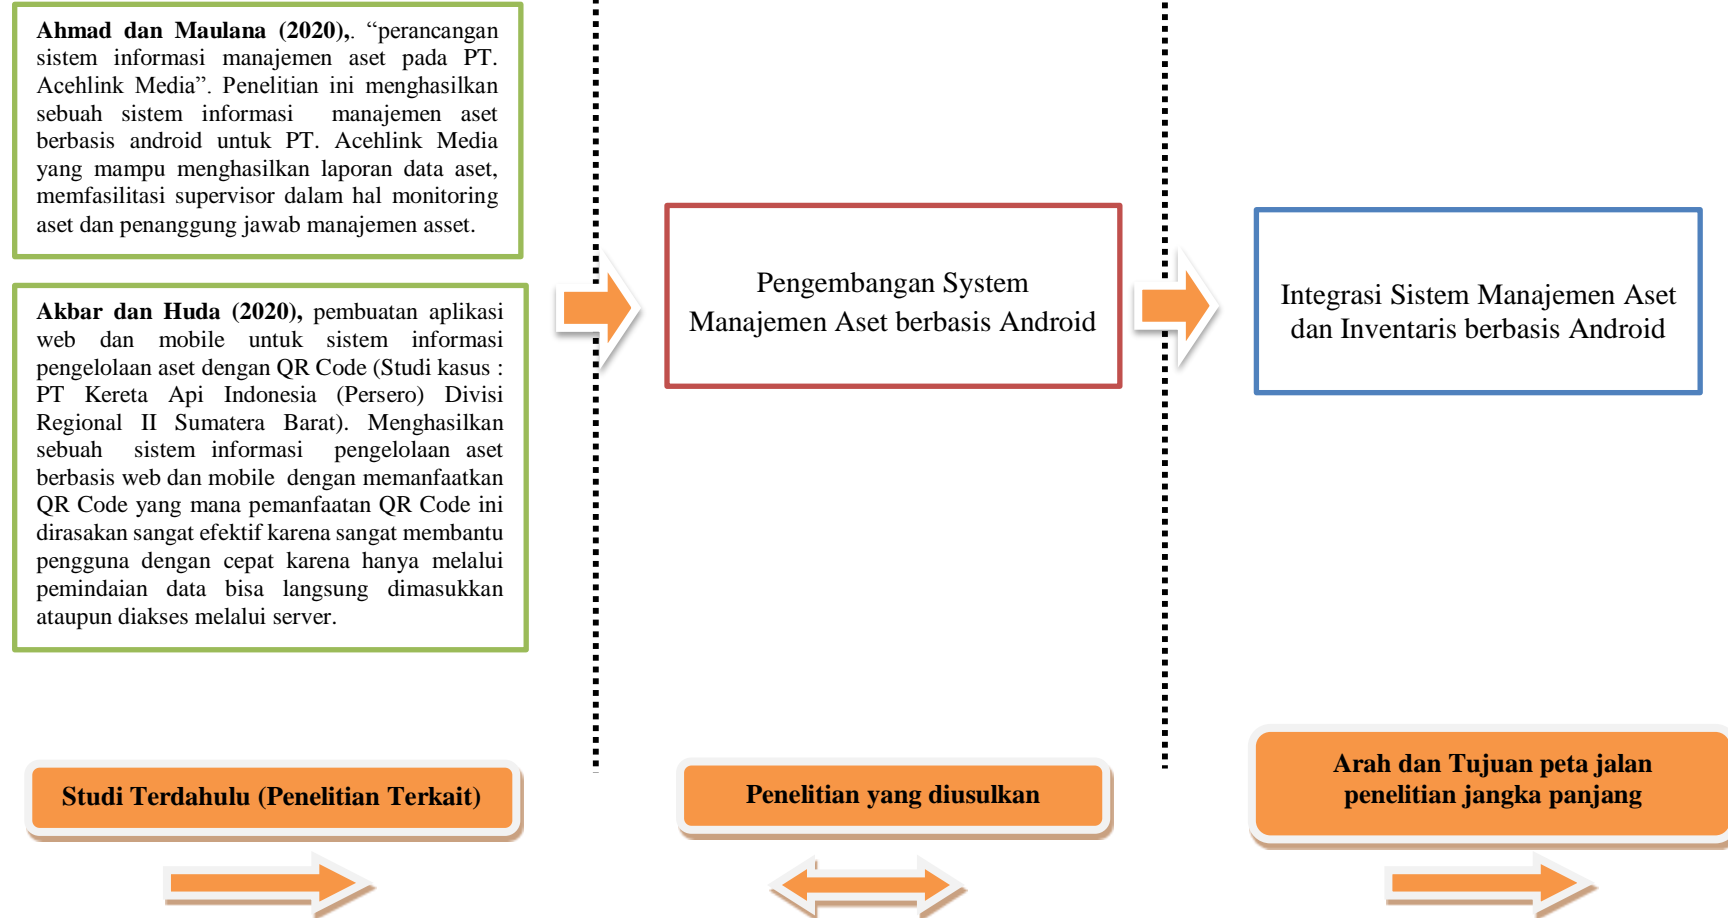 Ahmad dan Maulana (2020),. “perancangan
sistem informasi manajemen aset pada PT.
Acehlink Media”. Penelitian ini menghasilkan
sebuah sistem informasi manajemen aset
berbasis android untuk PT. Acehlink Media
yang mampu menghasilkan laporan data aset,
memfasilitasi supervisor dalam hal monitoring
aset dan penanggung jawab manajemen asset.
Akbar dan Huda (2020), pembuatan aplikasi
web dan mobile untuk sistem informasi
pengelolaan aset dengan QR Code (Studi kasus :
PT Kereta Api Indonesia (Persero) Divisi
Regional II Sumatera Barat). Menghasilkan
sebuah sistem informasi pengelolaan aset
berbasis web dan mobile dengan memanfaatkan
QR Code yang mana pemanfaatan QR Code ini
dirasakan sangat efektif karena sangat membantu
pengguna dengan cepat karena hanya melalui
pemindaian data bisa langsung dimasukkan
ataupun diakses melalui server.
Pengembangan System
Manajemen Aset berbasis Android
Integrasi Sistem Manajemen Aset
dan Inventaris berbasis Android
Studi Terdahulu (Penelitian Terkait)
Penelitian yang diusulkan
Arah dan Tujuan peta jalan
penelitian jangka panjang